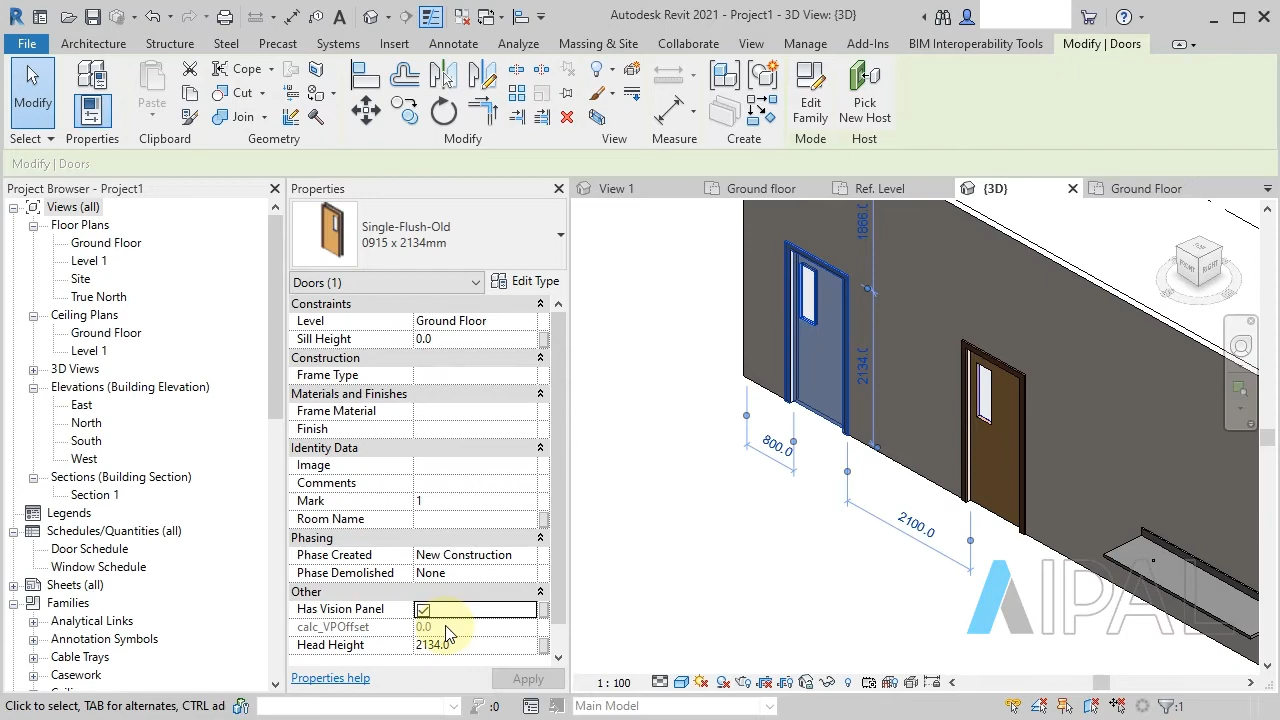 Autodesk Revit 2021 - Project1 - 3D View: {3D}
File Architecture Structure Steel Precast Systems Insert Annotate Analyze Massing & Site Collaborate View Manage Add-Ins BIM Interoperability Tools Modify | Doors
Modify
Paste
Cope
Cut
Join
Edit Family
Pick New Host
Select Properties Clipboard Geometry Modify View Measure Create Mode Host
Modify | Doors
Project Browser - Project1
Views (all)
Floor Plans
Ground Floor
Level 1
Site
True North
Ceiling Plans
Ground Floor
Level 1
3D Views
Elevations (Building Elevation)
East
North
South
West
Sections (Building Section)
Section 1
Legends
Schedules/Quantities (all)
Door Schedule
Window Schedule
Sheets (all)
Families
Analytical Links
Annotation Symbols
Cable Trays
Casework
Properties
Single-Flush-Old
0915 x 2134mm
Doors (1) Edit Type
Constraints
Level Ground Floor
Sill Height 0.0
Construction
Frame Type
Materials and Finishes
Frame Material
Finish
Identity Data
Image
Comments
Mark 1
Room Name
Phasing
Phase Created New Construction
Phase Demolished None
Other
Has Vision Panel
calc_VPOffset 0.0
Head Height 2134.0
Properties help Apply
View 1 Ground floor Ref. Level {3D} Ground Floor
1866.0
2134.0
800.0
2100.0
TOP
FRONT
RIGHT
AIPAL
1 : 100
Click to select, TAB for alternates, CTRL ad
:0
Main Model
:1